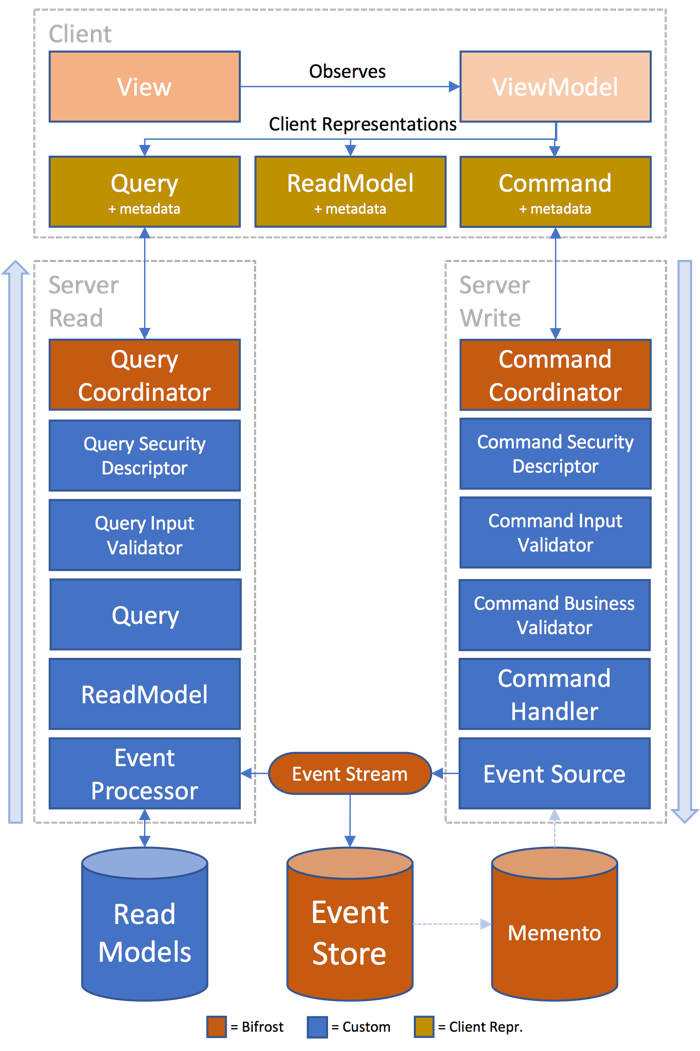 Client
View
Observes
ViewModel
Client Representations
Query
+ metadata
ReadModel
+ metadata
Command
+ metadata
Server
Read
Query
Coordinator
Query Security
Descriptor
Query Input
Validator
Query
ReadModel
Event
Processor
Server
Write
Command
Coordinator
Command Security
Descriptor
Command Input
Validator
Command Business
Validator
Command
Handler
Event Source
Event Stream
Read
Models
Event
Store
Memento
= Bifrost
= Custom
= Client Repr.